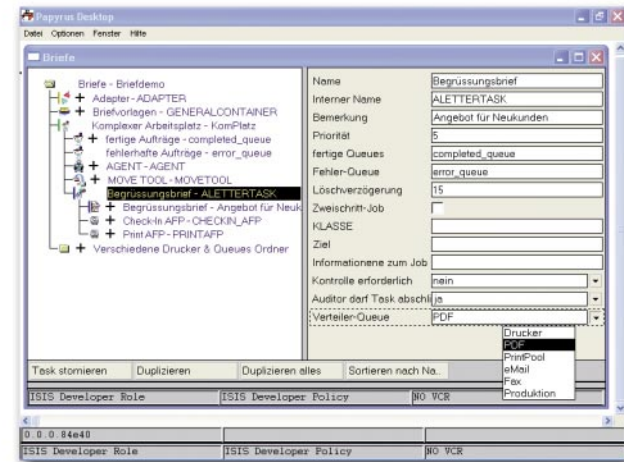 Papyrus Desktop
Datei Optionen Fenster Hilfe
Briefe
Briefe - Briefdemo
Adapter - ADAPTER
Briefvorlagen - GENERALCONTAINER
Komplexer Arbeitsplatz - KomPlatz
fertige Aufträge - completed_queue
fehlerhafte Aufträge - error_queue
AGENT - AGENT
MOVE TOOL - MOVETOOL
Begrüssungsbrief - ALETTERTASK
Begrüssungsbrief - Angebot für Neuk
Check-In AFP - CHECKIN_AFP
Print AFP - PRINTAFP
Verschiedene Drucker & Queues Ordner
Name Begrüssungsbrief
Interner Name ALETTERTASK
Bemerkung Angebot für Neukunden
Priorität 5
fertige Queues completed_queue
Fehler-Queue error_queue
Löschverzögerung 15
Zweischritt-Job
KLASSE
Ziel
Informationene zum Job
Kontrolle erforderlich nein
Auditor darf Task abschli ja
Verteiler-Queue PDF
Drucker
PDF
PrintPool
eMail
Fax
Produktion
Task stornieren Duplizieren Duplizieren alles Sortieren nach Na..
ISIS Developer Role ISIS Developer Policy NO VCR
0.0.0.84e40
ISIS Developer Role ISIS Developer Policy NO VCR